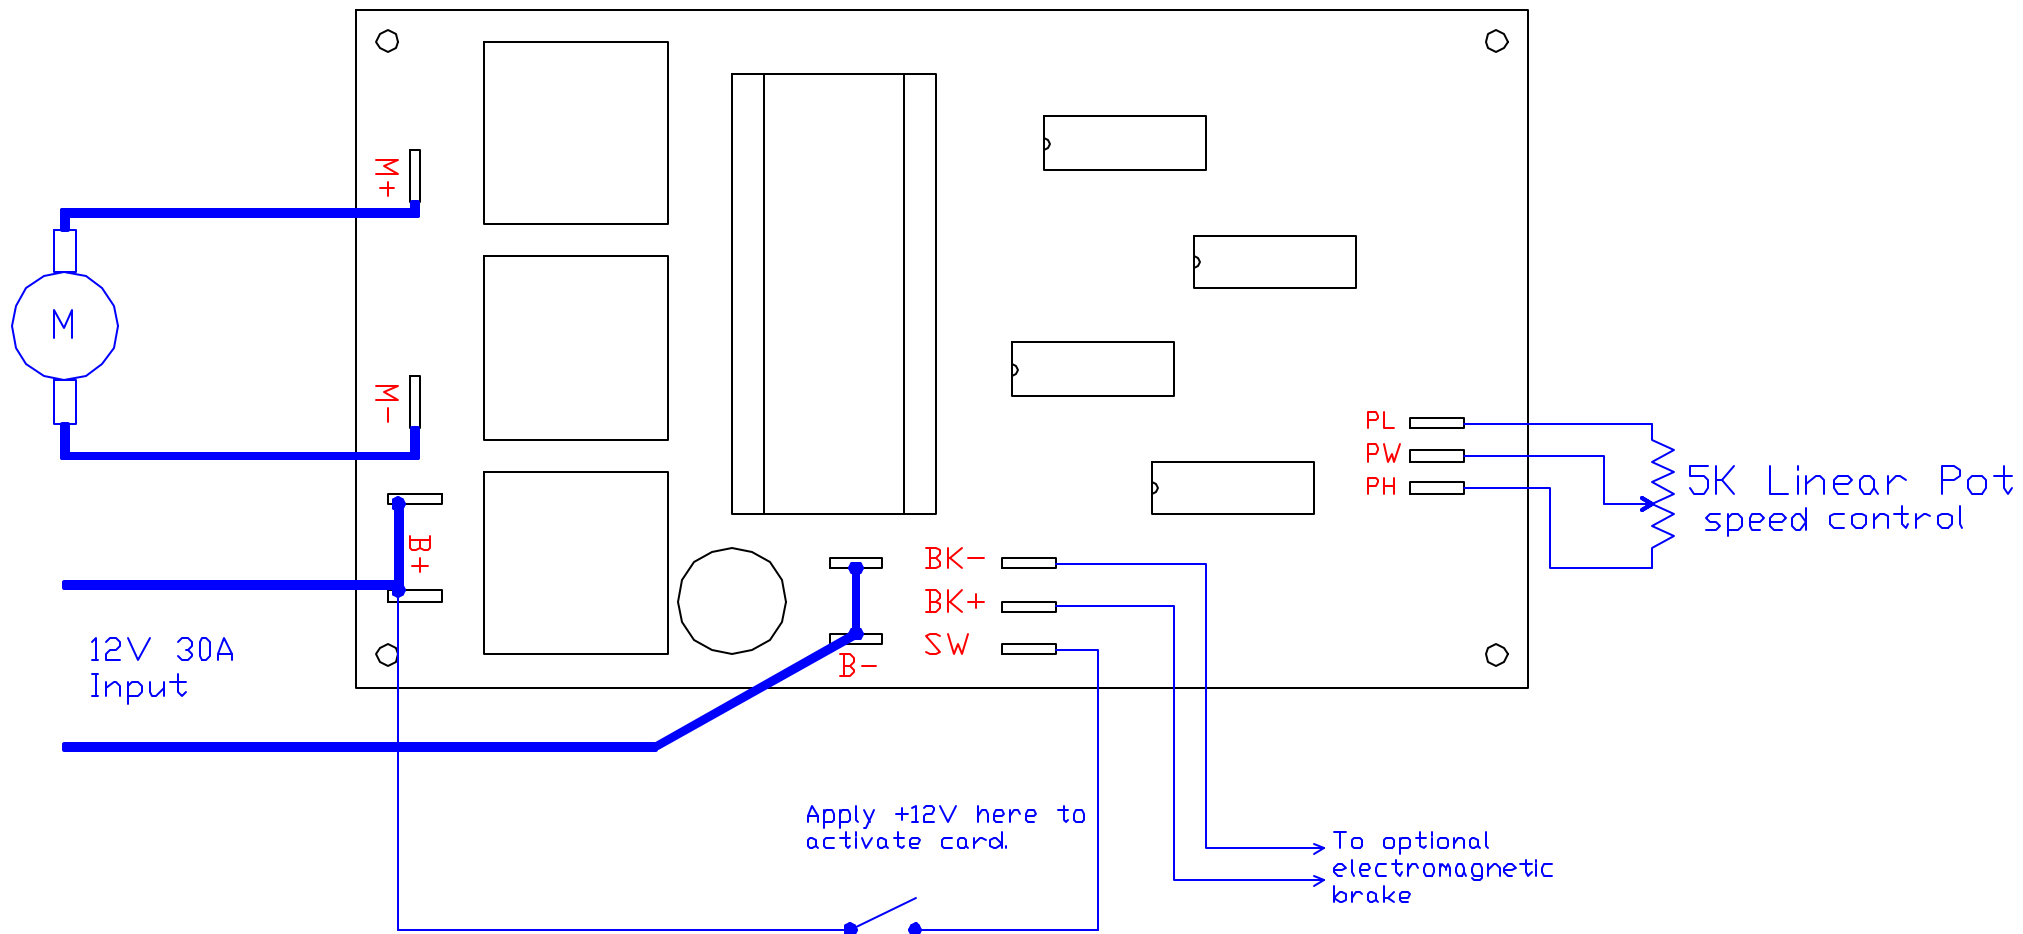 M+
M
M-
PL
PW
PH
5K Linear Pot
speed control
B+
BK-
BK+
SW
B-
12V 30A
Input
Apply +12V here to
activate card.
To optional
electromagnetic
brake